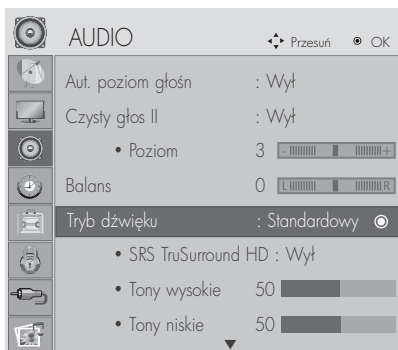 AUDIO Przesuń OK
Aut. poziom głośn : Wył
Czysty głos II : Wył
• Poziom 3 - +
Balans 0 L R
Tryb dźwięku : Standardowy
• SRS TruSurround HD : Wył
• Tony wysokie 50
• Tony niskie 50